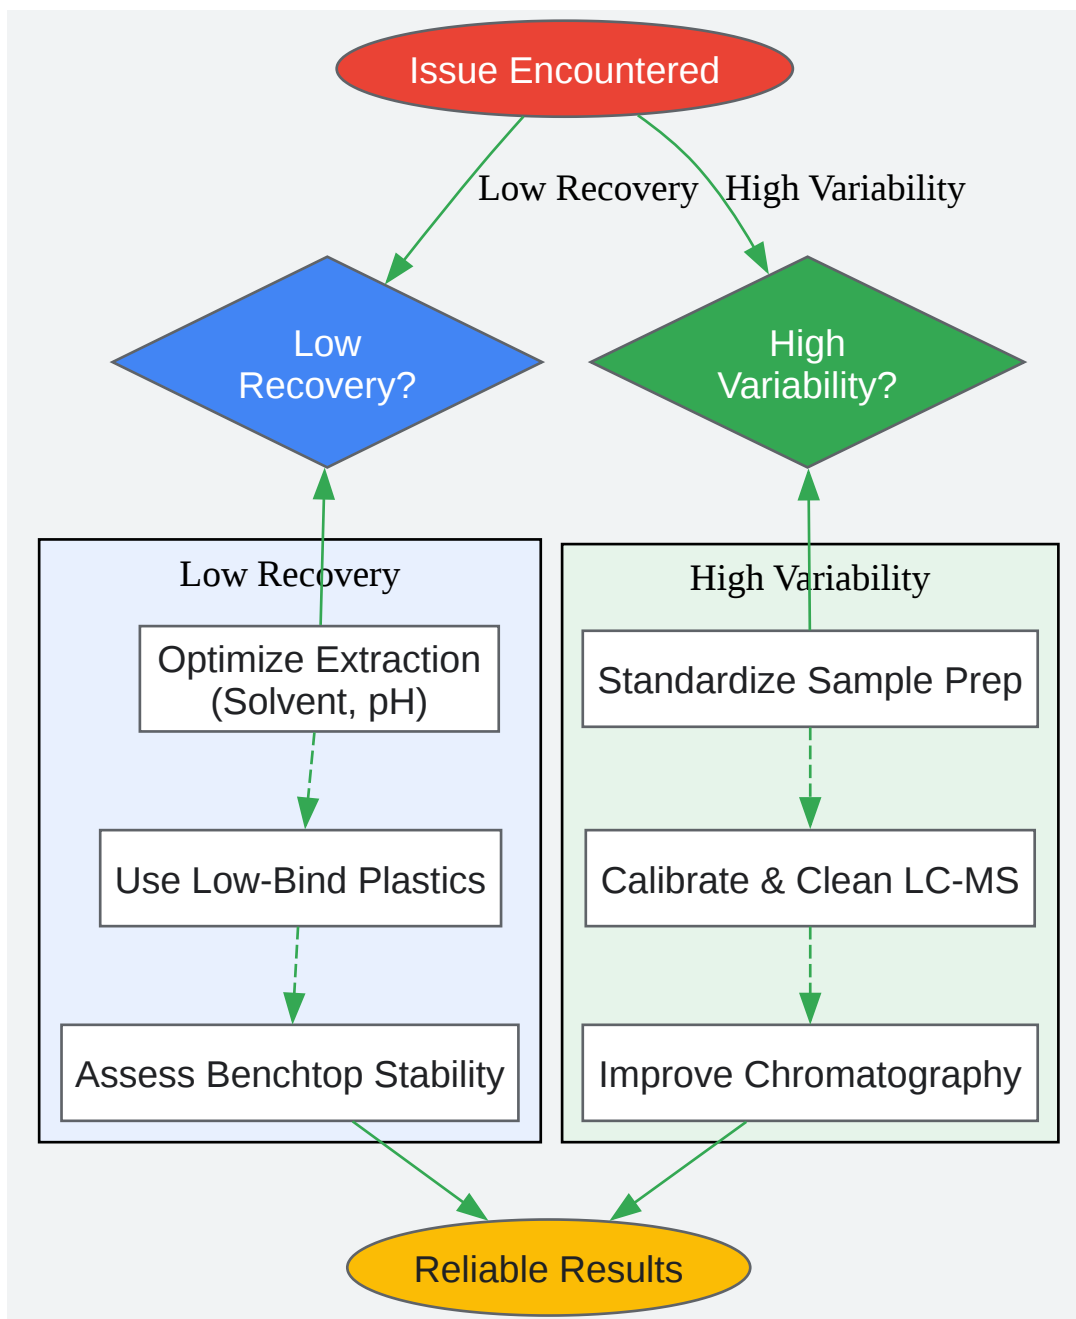 Issue Encountered
Low Recovery
High Variability
Low
Recovery?
High
Variability?
Low Recovery
High Variability
Optimize Extraction
(Solvent, pH)
Standardize Sample Prep
Use Low-Bind Plastics
Calibrate & Clean LC-MS
Assess Benchtop Stability
Improve Chromatography
Reliable Results